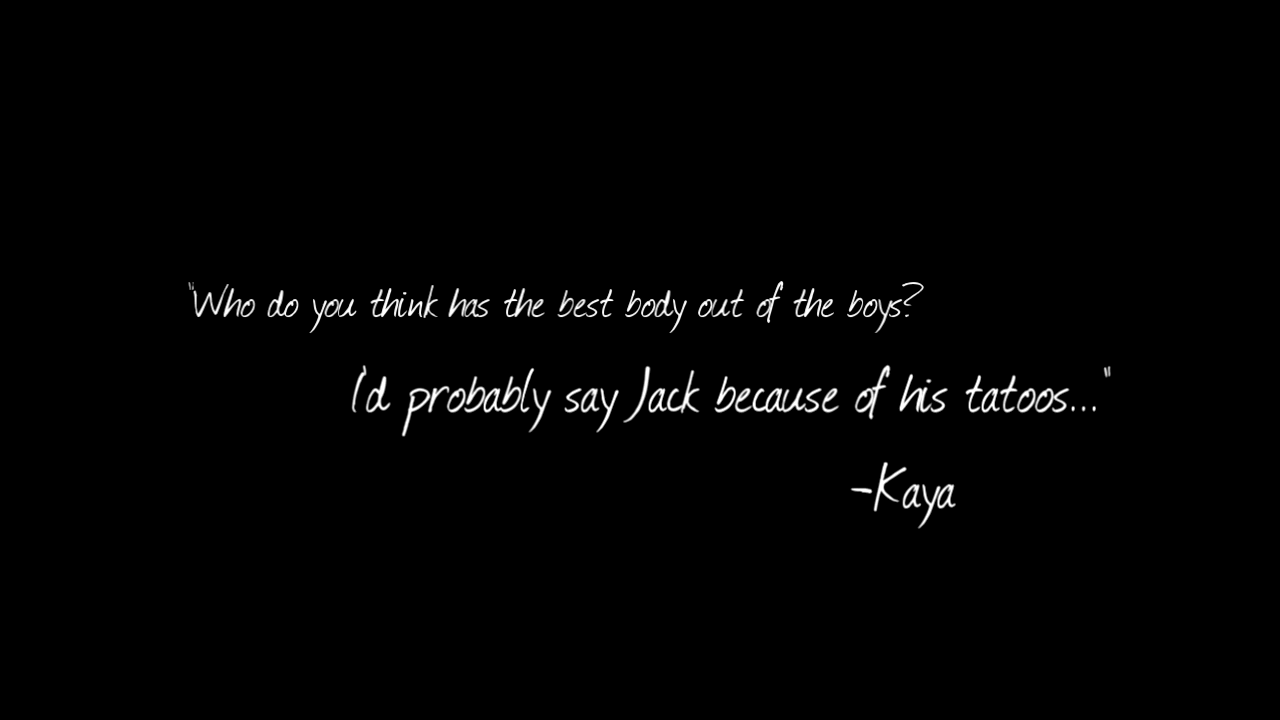 "Who do you think has the best body out of the boys?
I'd probably say Jack because of his tatoos..."
-Kaya